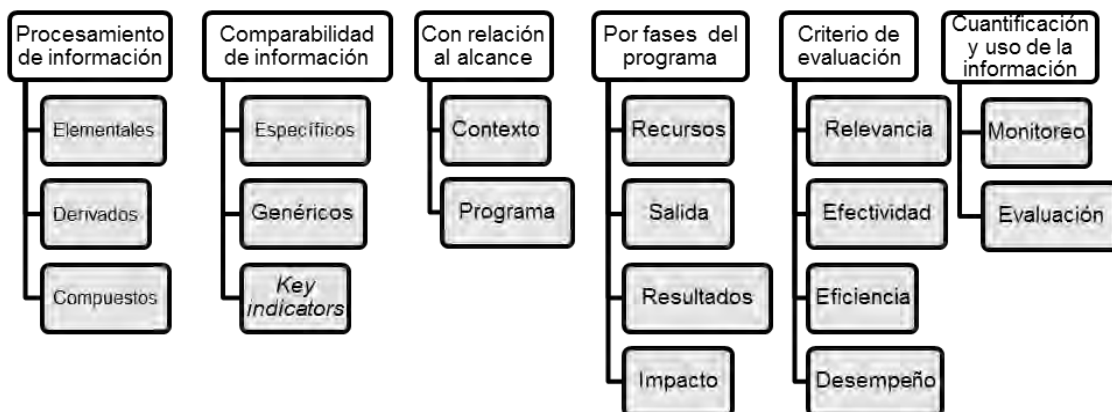 Procesamiento
de información
Elementales
Derivados
Compuestos
Comparabilidad
de información
Específicos
Genéricos
Key
indicators
Con relación
al alcance
Contexto
Programa
Por fases del
programa
Recursos
Salida
Resultados
Impacto
Criterio de
evaluación
Relevancia
Efectividad
Eficiencia
Desempeño
Cuantificación
y uso de la
información
Monitoreo
Evaluación